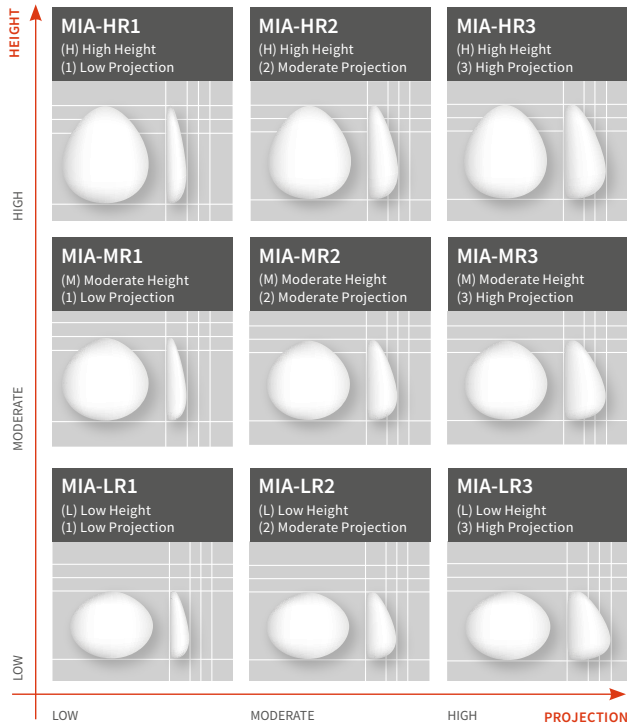 HEIGHT
MIA-HR1
(H) High Height
(1) Low Projection
MIA-HR2
(H) High Height
(2) Moderate Projection
MIA-HR3
(H) High Height
(3) High Projection
HIGH
MIA-MR1
(M) Moderate Height
(1) Low Projection
MIA-MR2
(M) Moderate Height
(2) Moderate Projection
MIA-MR3
(M) Moderate Height
(3) High Projection
MODERATE
MIA-LR1
(L) Low Height
(1) Low Projection
MIA-LR2
(L) Low Height
(2) Moderate Projection
MIA-LR3
(L) Low Height
(3) High Projection
LOW
LOW
MODERATE
HIGH
PROJECTION